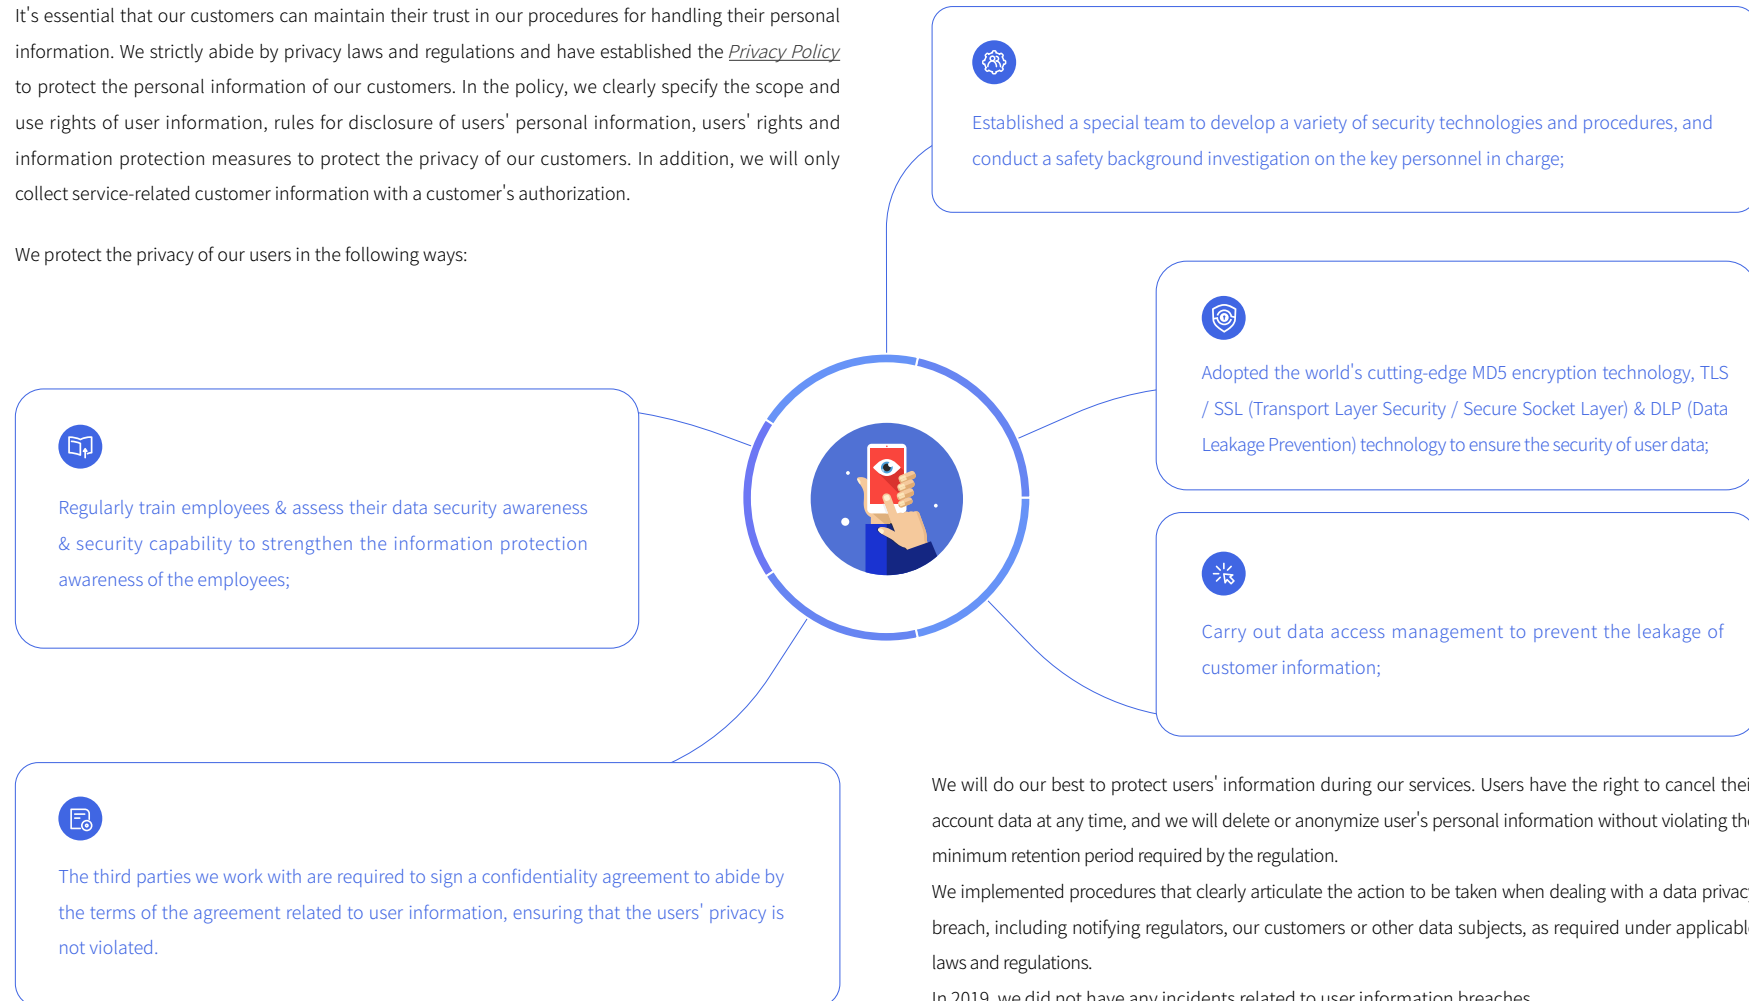 It's essential that our customers can maintain their trust in our procedures for handling their personal
information. We strictly abide by privacy laws and regulations and have established the Privacy Policy
to protect the personal information of our customers. In the policy, we clearly specify the scope and
use rights of user information, rules for disclosure of users' personal information, users' rights and
information protection measures to protect the privacy of our customers. In addition, we will only
collect service-related customer information with a customer's authorization.
We protect the privacy of our users in the following ways:
Established a special team to develop a variety of security technologies and procedures, and
conduct a safety background investigation on the key personnel in charge;
Adopted the world's cutting-edge MD5 encryption technology, TLS
/ SSL (Transport Layer Security / Secure Socket Layer) & DLP (Data
Leakage Prevention) technology to ensure the security of user data;
Carry out data access management to prevent the leakage of
customer information;
Regularly train employees & assess their data security awareness
& security capability to strengthen the information protection
awareness of the employees;
The third parties we work with are required to sign a confidentiality agreement to abide by
the terms of the agreement related to user information, ensuring that the users' privacy is
not violated.
We will do our best to protect users' information during our services. Users have the right to cancel their
account data at any time, and we will delete or anonymize user's personal information without violating the
minimum retention period required by the regulation.
We implemented procedures that clearly articulate the action to be taken when dealing with a data privacy
breach, including notifying regulators, our customers or other data subjects, as required under applicable
laws and regulations.
In 2019, we did not have any incidents related to user information breaches.